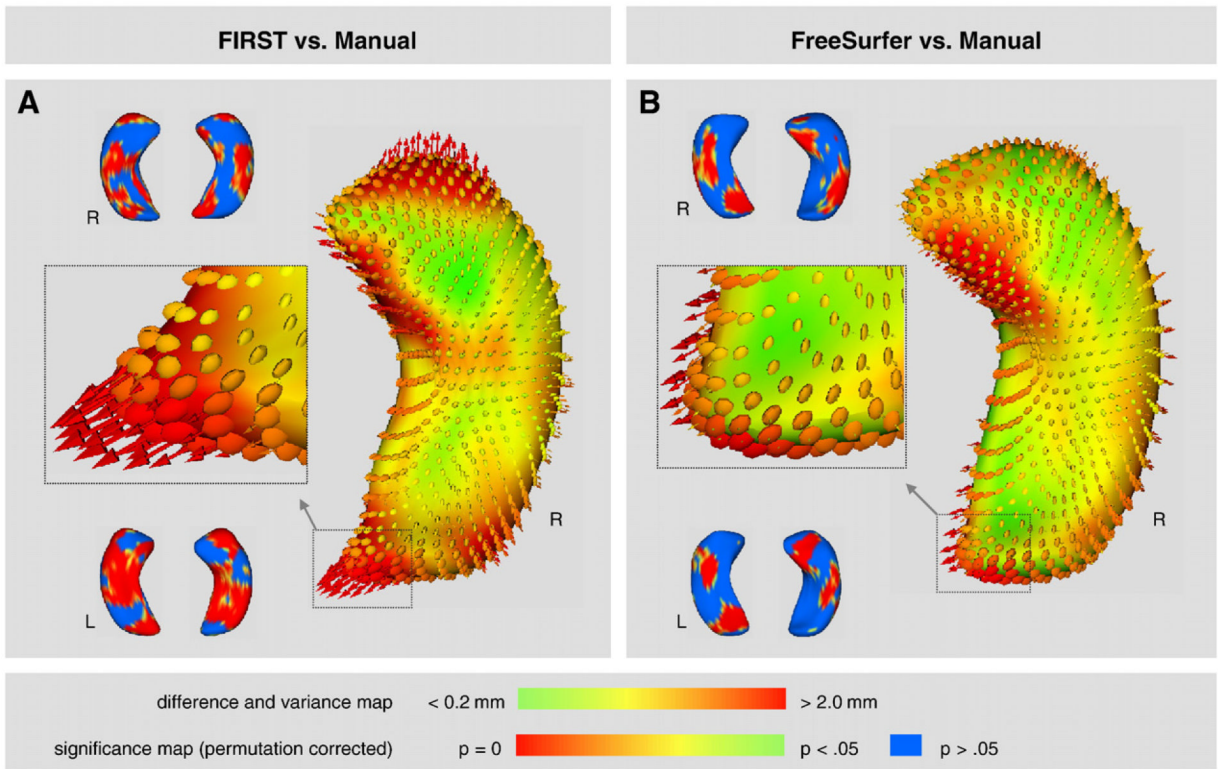 FIRST vs. Manual
FreeSurfer vs. Manual
A
R
R
L
B
R
R
L
difference and variance map < 0.2 mm > 2.0 mm
significance map (permutation corrected) p = 0 p < .05 p > .05